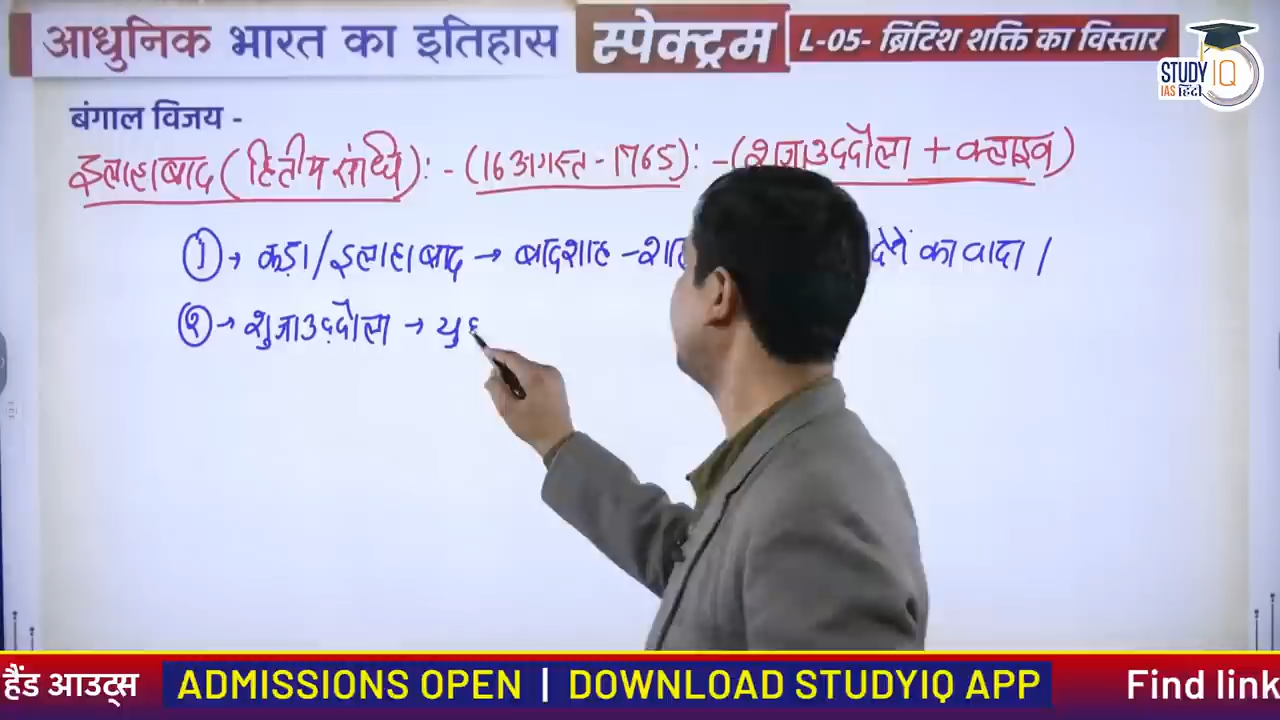 आधुनिक भारत का इतिहास स्पेक्ट्रम L-05- ब्रिटिश शक्ति का विस्तार
STUDY IQ
IAS हिंदी
बंगाल विजय -
इलाहाबाद (द्वितीय संधि) : - (16 अगस्त - 1765) : - (शुजाउद्दौला + क्लाइव)
① → कड़ा/इलाहाबाद → बादशाह - देने का वादा |
② → शुजाउद्दौला →
हैंड आउट्स ADMISSIONS OPEN | DOWNLOAD STUDYIQ APP Find link